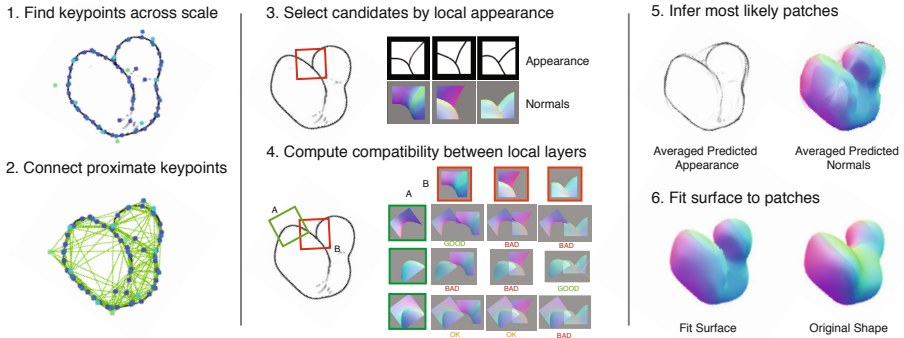 1. Find keypoints across scale
2. Connect proximate keypoints
3. Select candidates by local appearance
Appearance
Normals
4. Compute compatibility between local layers
B
A
A
B
GOOD BAD BAD
BAD BAD GOOD
OK OK BAD
5. Infer most likely patches
Averaged Predicted
Appearance
Averaged Predicted
Normals
6. Fit surface to patches
Fit Surface
Original Shape